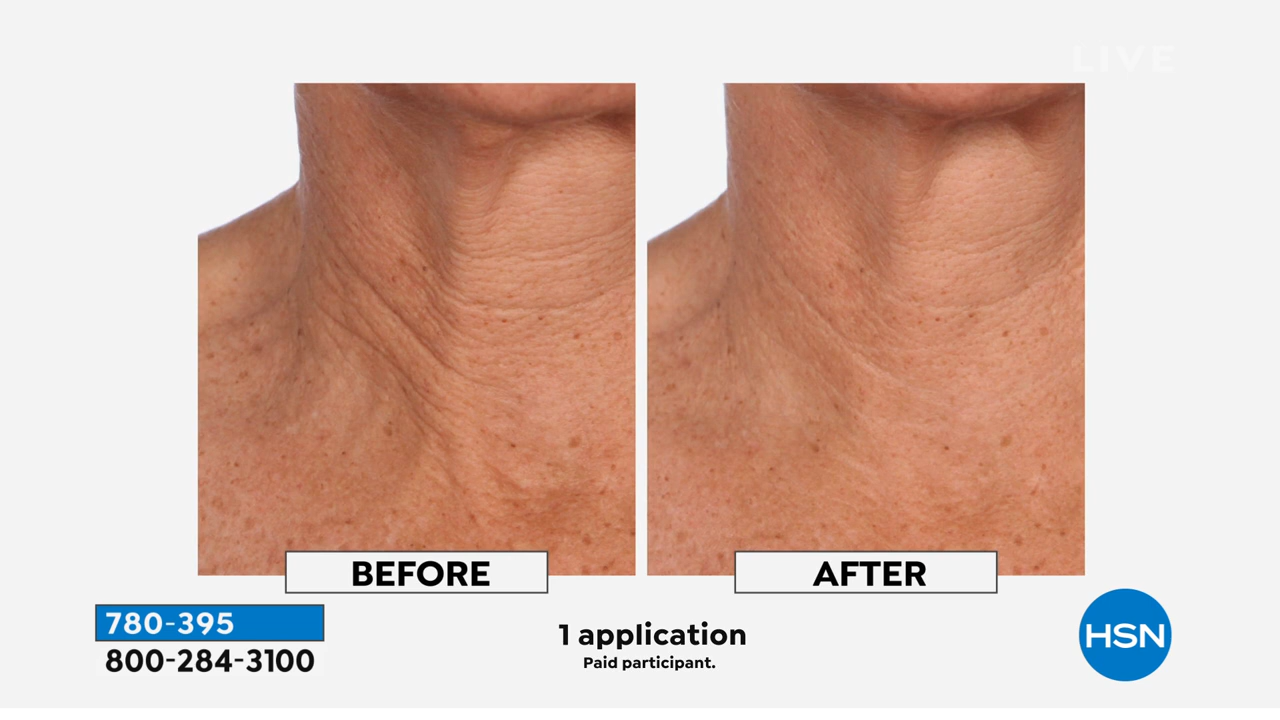 LIVE
BEFORE
AFTER
780-395
800-284-3100
1 application
Paid participant.
HSN